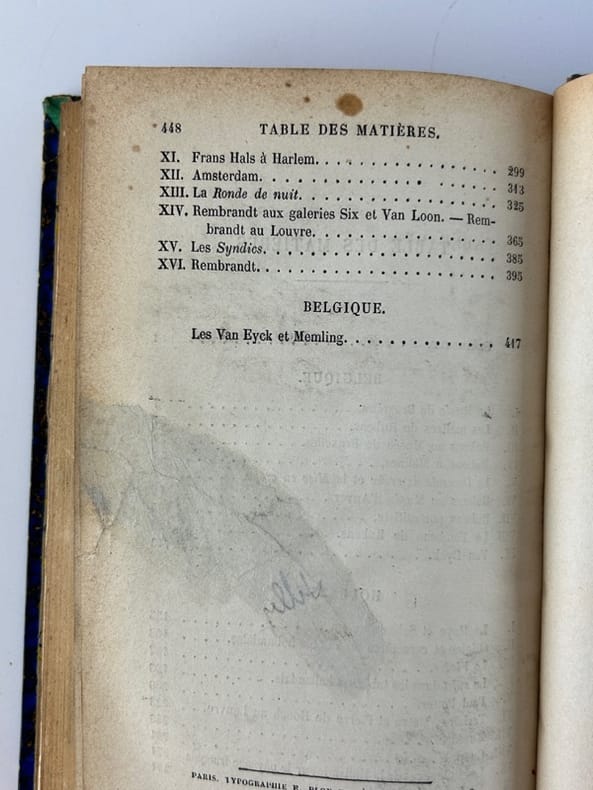 448 TABLE DES MATIÈRES.
XI. Frans Hals à Harlem. . . . . . . . . . . . . . 299
XII. Amsterdam. . . . . . . . . . . . . . . . . . 313
XIII. La Ronde de nuit. . . . . . . . . . . . . . . 325
XIV. Rembrandt aux galeries Six et Van Loon. — Rem-
brandt au Louvre. . . . . . . . . . . . . . 365
XV. Les Syndics. . . . . . . . . . . . . . . . . . 385
XVI. Rembrandt. . . . . . . . . . . . . . . . . . 395
BELGIQUE.
Les Van Eyck et Memling. . . . . . . . . . . . . . 417
PARIS. TYPOGRAPHIE E.